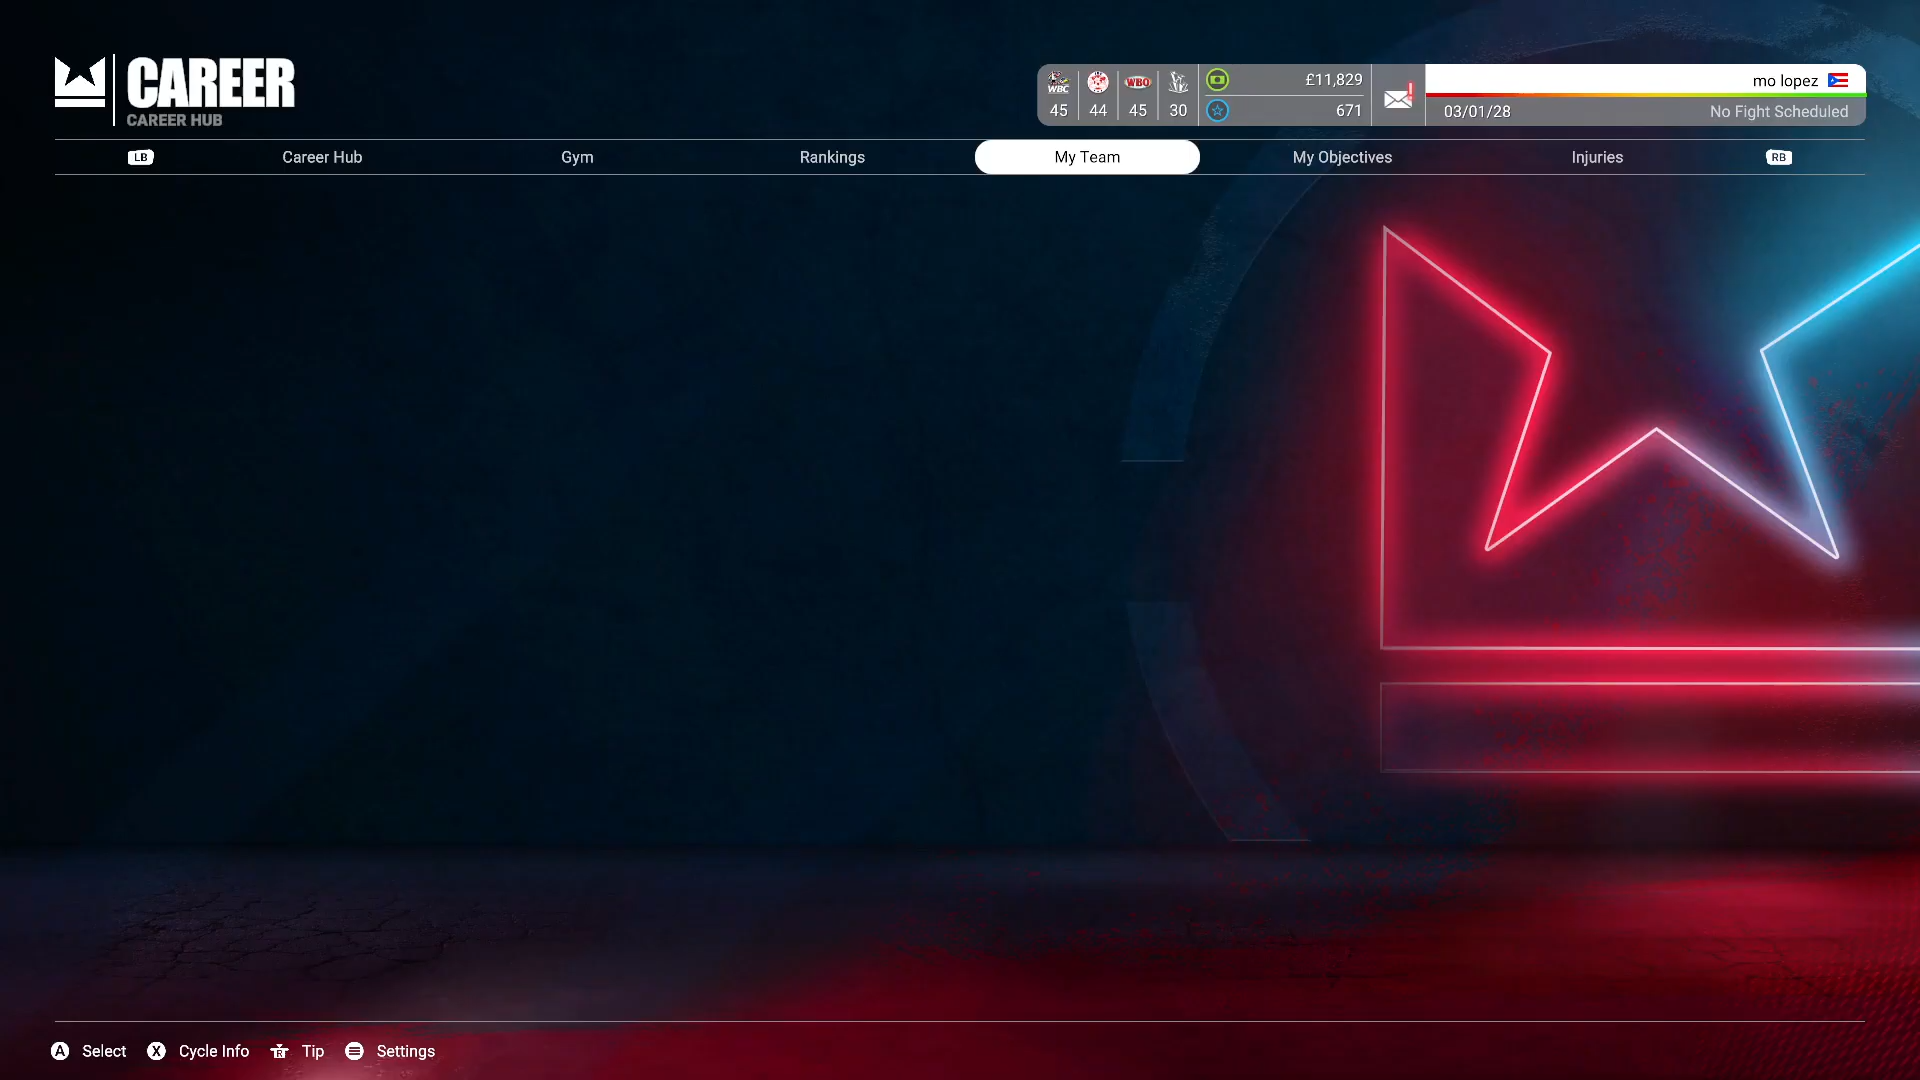 CAREER
CAREER HUB
WBC
WBO
45 44 45 30
£11,829
671
mo lopez
03/01/28 No Fight Scheduled
LB Career Hub Gym Rankings My Team My Objectives Injuries RB
A Select X Cycle Info R Tip Settings